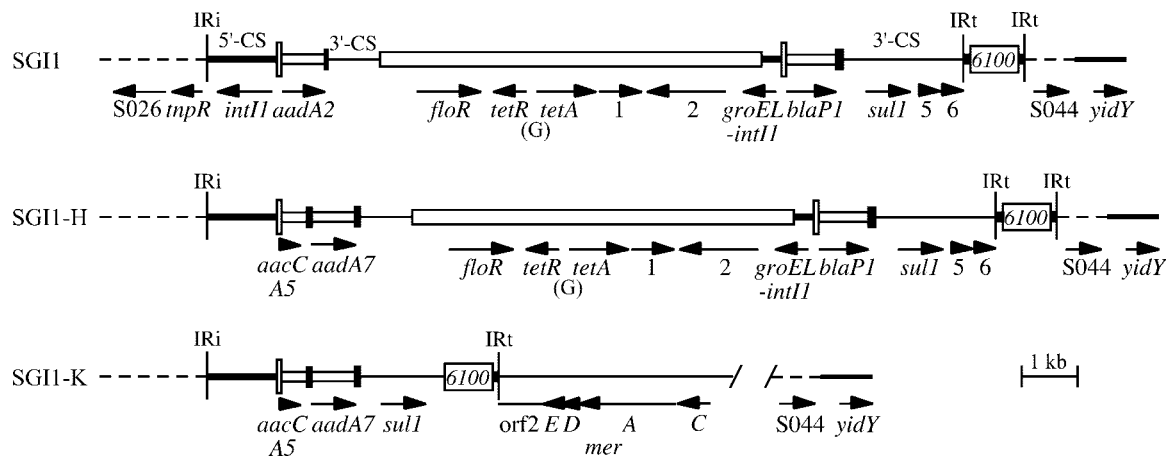 IRi IRt IRt
5'-CS 3'-CS 3'-CS
SGI1 6100
S026 tnpR intI1 aadA2 floR tetR tetA 1 2 groEL blaP1 sul1 5 6 S044 yidY
(G) -intI1
IRi IRt IRt
SGI1-H 6100
aacC aadA7 floR tetR tetA 1 2 groEL blaP1 sul1 5 6 S044 yidY
A5 (G) -intI1
IRi IRt
SGI1-K 6100 1 kb
aacC aadA7 sul1 orf2 E D A C S044 yidY
A5 mer